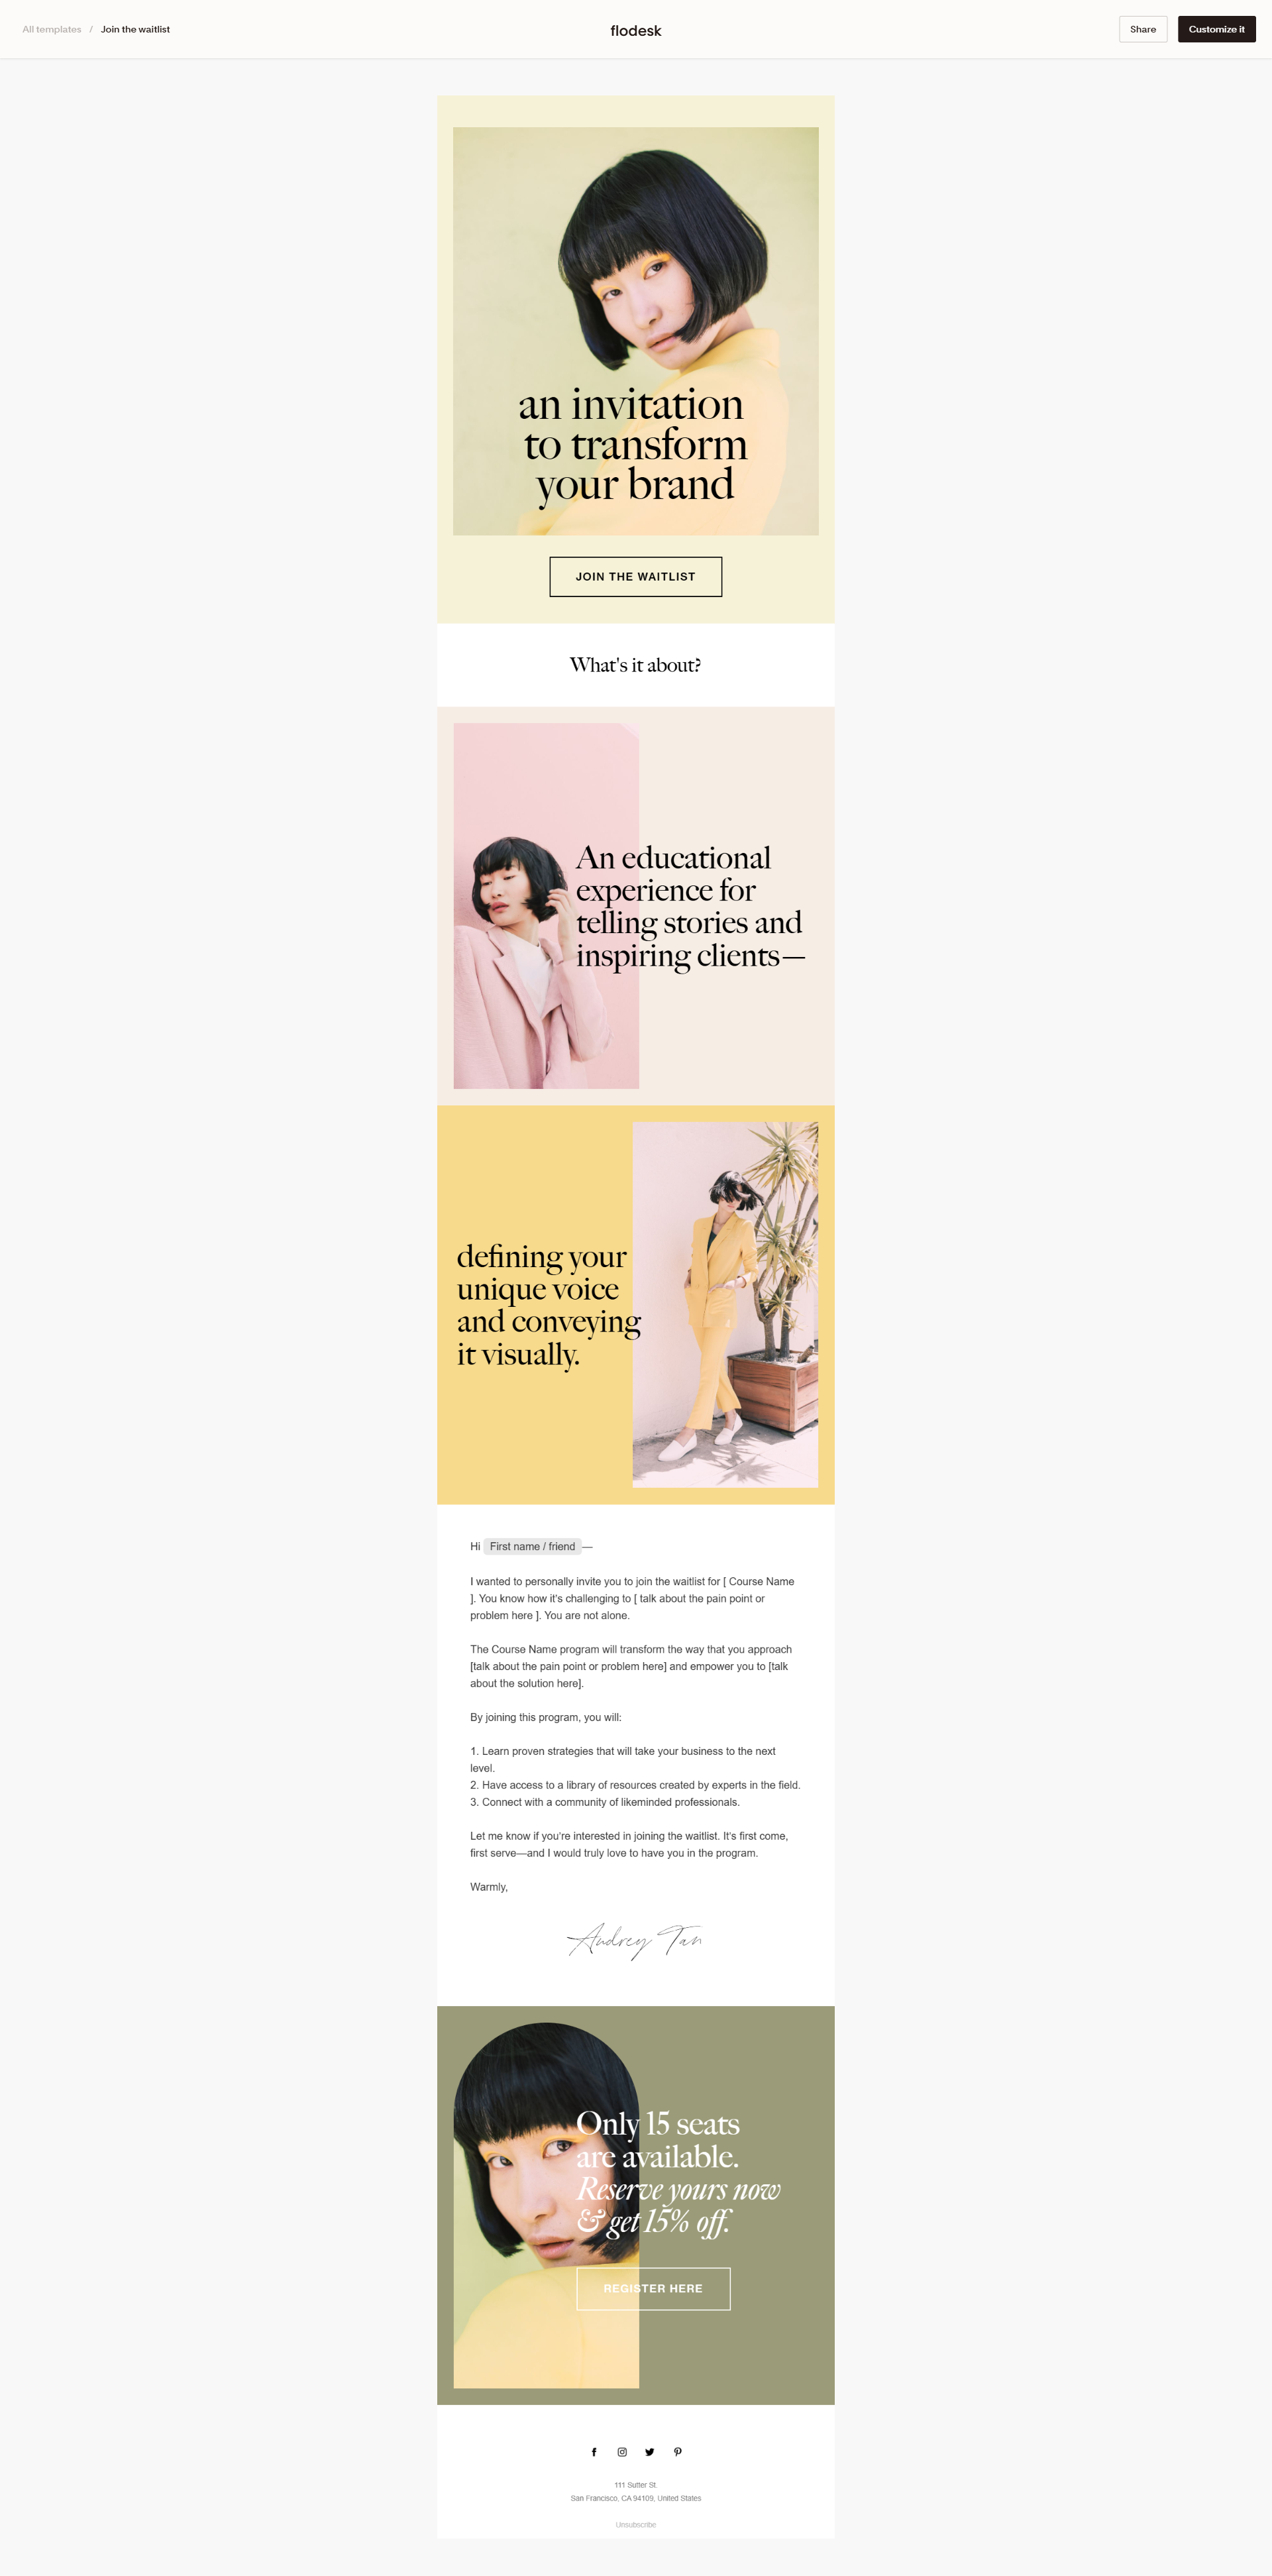 All templates / Join the waitlist
flodesk
Share
Customize it
an invitation
to transform
your brand
JOIN THE WAITLIST
What's it about?
An educational
experience for
telling stories and
inspiring clients—
defining your
unique voice
and conveying
it visually.
Hi First name / friend —
I wanted to personally invite you to join the waitlist for [ Course Name
]. You know how it's challenging to [ talk about the pain point or
problem here ]. You are not alone.
The Course Name program will transform the way that you approach
[talk about the pain point or problem here] and empower you to [talk
about the solution here].
By joining this program, you will:
1. Learn proven strategies that will take your business to the next
level.
2. Have access to a library of resources created by experts in the field.
3. Connect with a community of likeminded professionals.
Let me know if you're interested in joining the waitlist. It's first come,
first serve—and I would truly love to have you in the program.
Warmly,
Audrey Tan
Only 15 seats
are available.
Reserve yours now
& get 15% off.
REGISTER HERE
111 Sutter St.
San Francisco, CA 94109, United States
Unsubscribe